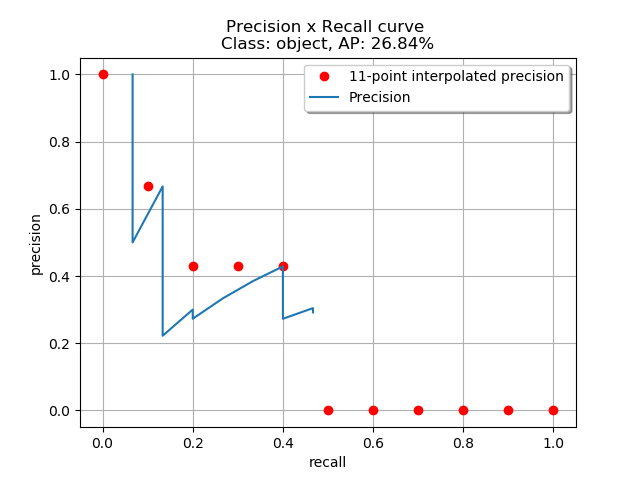 Precision x Recall curve
Class: object, AP: 26.84%
11-point interpolated precision
Precision
1.0
0.8
0.6
0.4
0.2
0.0
precision
0.0 0.2 0.4 0.6 0.8 1.0
recall